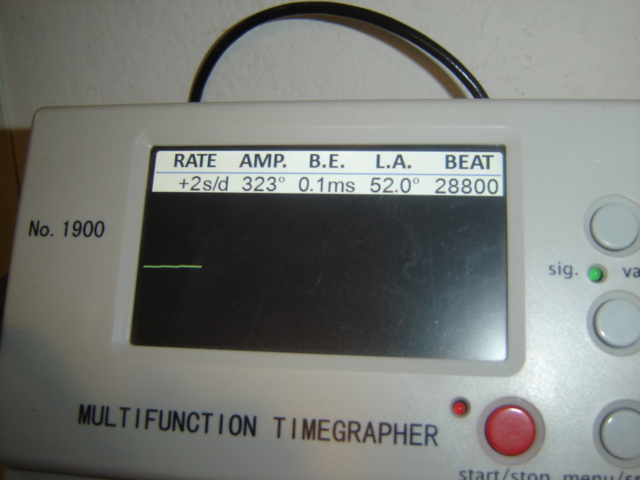 RATE AMP. B.E. L.A. BEAT
+2s/d 323° 0.1ms 52.0° 28800
No. 1900
sig.
MULTIFUNCTION TIMEGRAPHER
start/stop